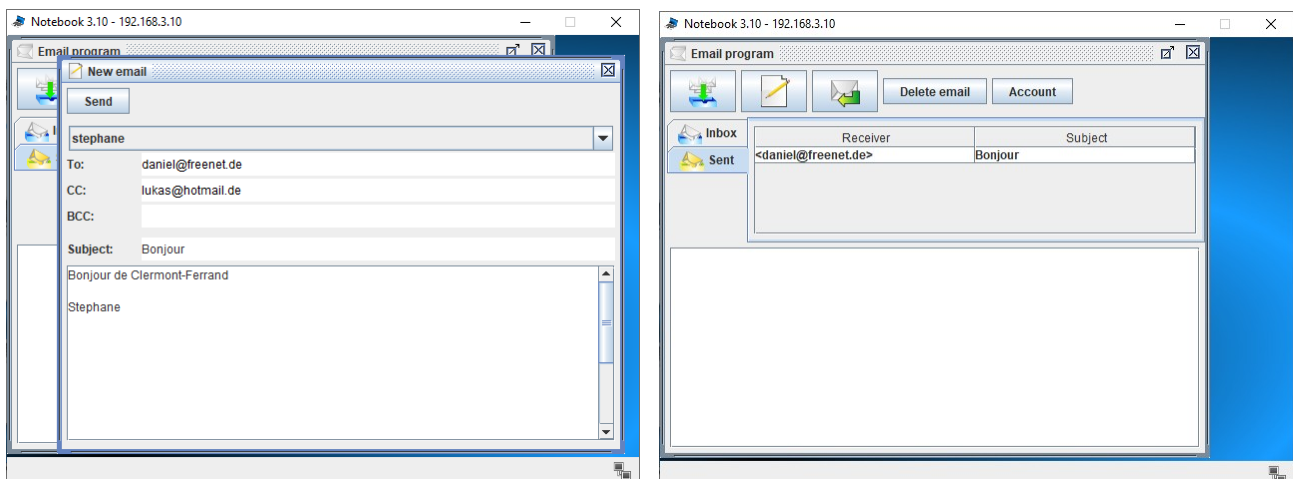 Notebook 3.10 - 192.168.3.10
Email program
New email
Send
stephane
To: daniel@freenet.de
CC: lukas@hotmail.de
BCC:
Subject: Bonjour
Bonjour de Clermont-Ferrand
Stephane
Notebook 3.10 - 192.168.3.10
Email program
Delete email Account
Inbox
Sent
Receiver Subject
<daniel@freenet.de> Bonjour